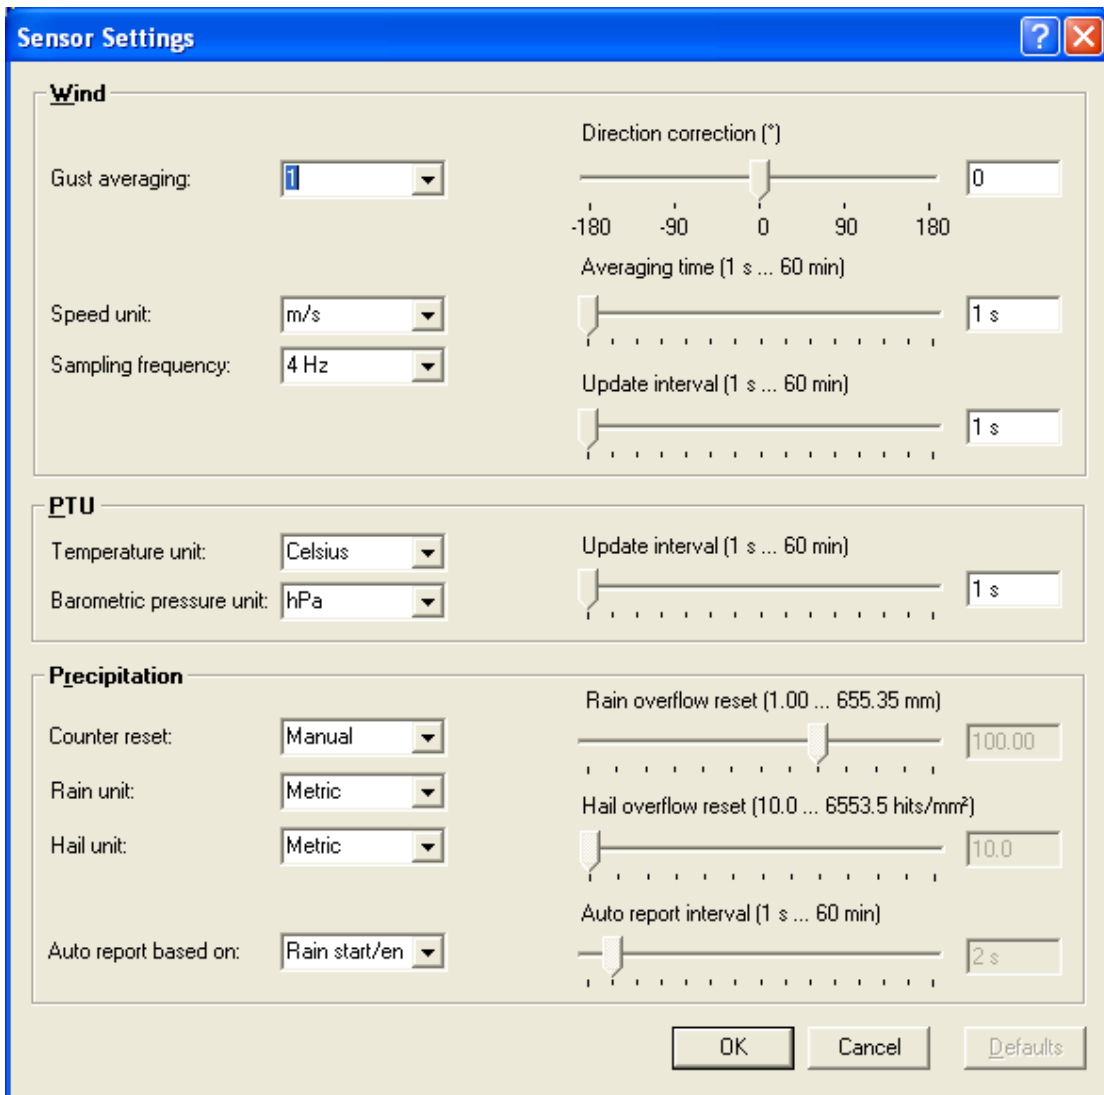 Sensor Settings
Wind
Direction correction (°)
Gust averaging: 1 0
-180 -90 0 90 180
Averaging time (1 s ... 60 min)
Speed unit: m/s 1 s
Sampling frequency: 4 Hz
Update interval (1 s ... 60 min)
1 s
PTU
Temperature unit: Celsius
Update interval (1 s ... 60 min)
Barometric pressure unit: hPa 1 s
Precipitation
Rain overflow reset (1.00 ... 655.35 mm)
Counter reset: Manual 100.00
Rain unit: Metric
Hail overflow reset (10.0 ... 6553.5 hits/mm²)
Hail unit: Metric 10.0
Auto report interval (1 s ... 60 min)
Auto report based on: Rain start/en 2 s
OK Cancel Defaults